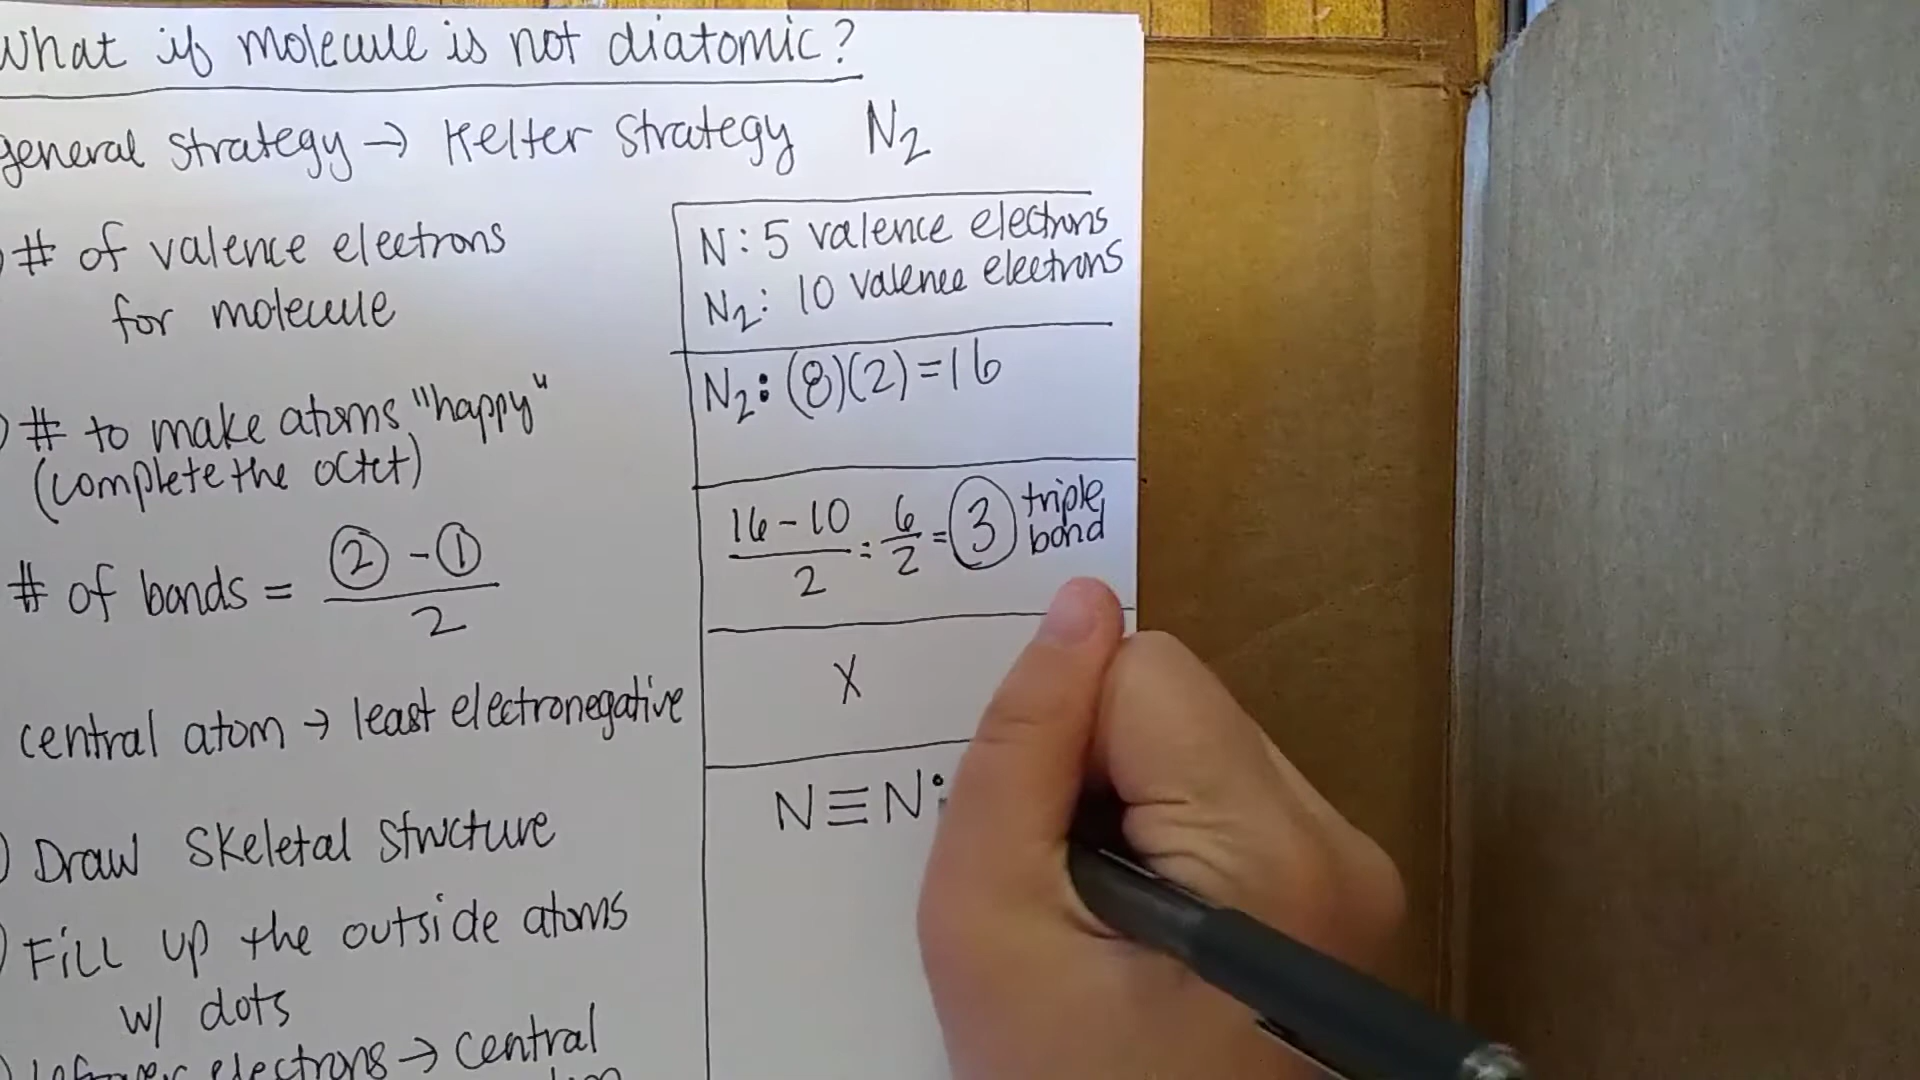 What if molecule is not diatomic?
general strategy → Kelter strategy N2
# of valence electrons
for molecule
# to make atoms "happy"
(complete the octet)
# of bonds = (2) - (1) / 2
central atom → least electronegative
Draw skeletal structure
Fill up the outside atoms
w/ dots
electrons → central
N: 5 valence electrons
N2: 10 valence electrons
N2: (8)(2) = 16
16 - 10 / 2 = 6 / 2 = (3) triple
bond
X
N≡N: